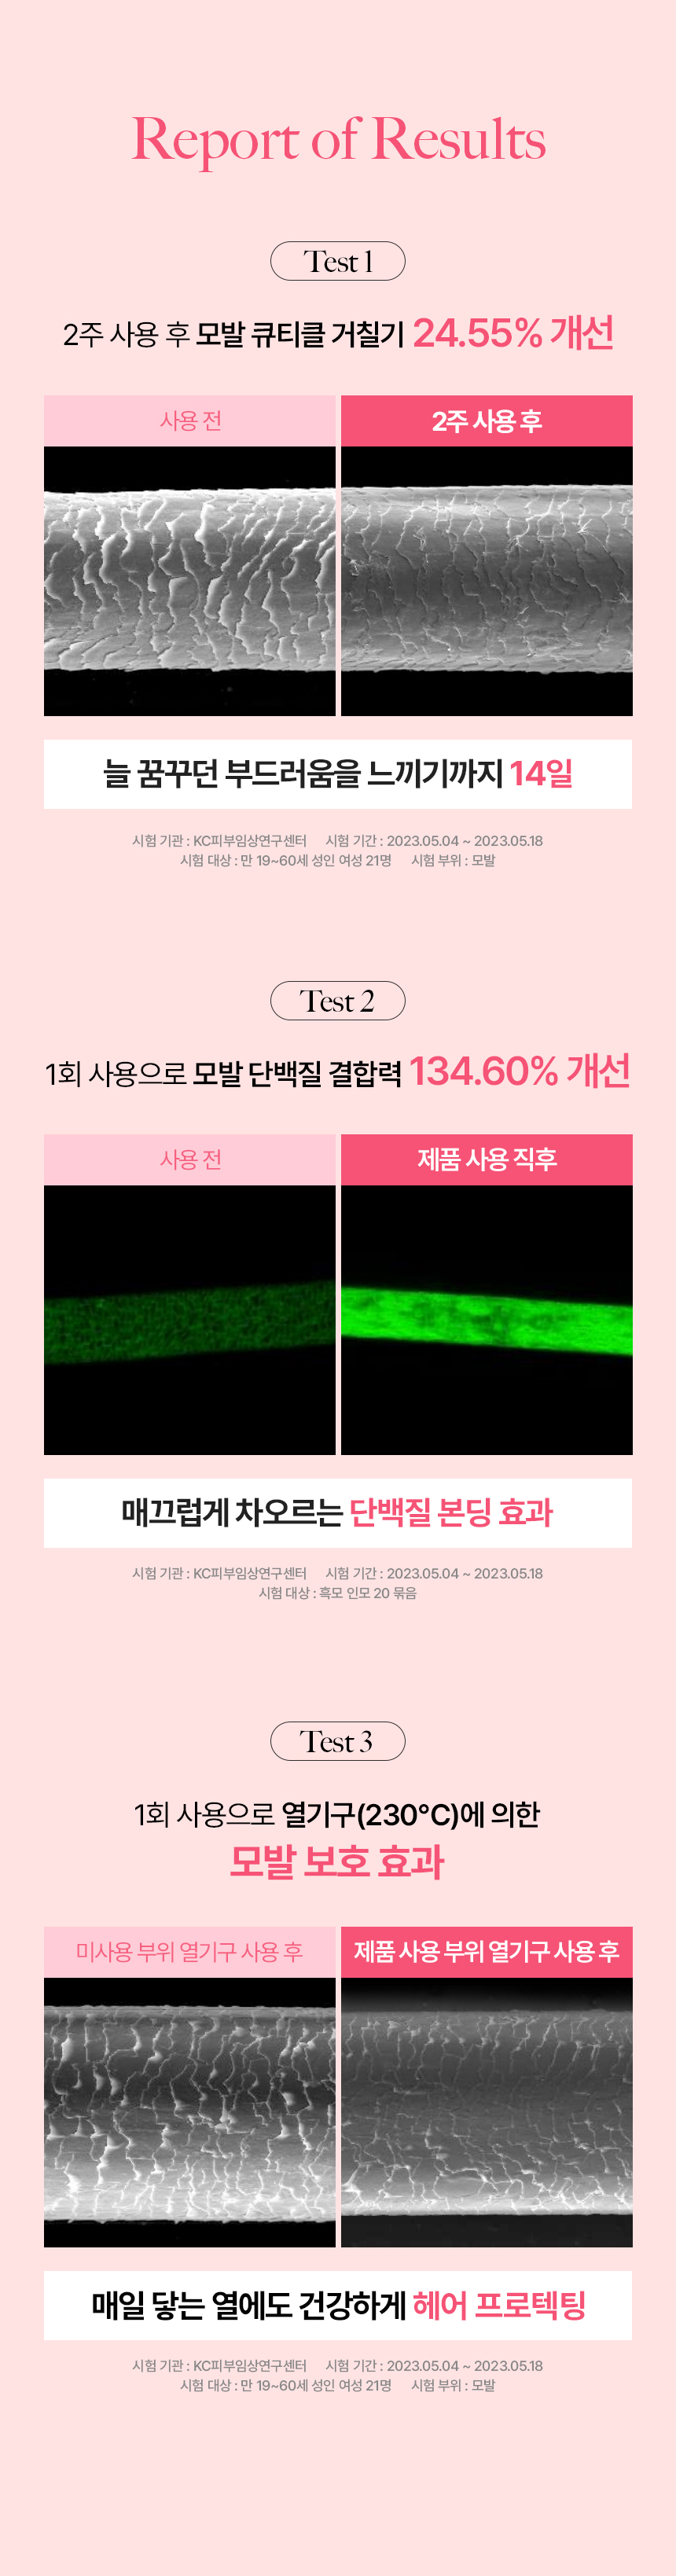 Report of Results
Test 1
2주 사용 후 모발 큐티클 거칠기 24.55% 개선
사용 전
2주 사용 후
늘 꿈꾸던 부드러움을 느끼기까지 14일
시험 기관 : KC피부임상연구센터 시험 기간 : 2023.05.04 ~ 2023.05.18
시험 대상 : 만 19~60세 성인 여성 21명 시험 부위 : 모발
Test 2
1회 사용으로 모발 단백질 결합력 134.60% 개선
사용 전
제품 사용 직후
매끄럽게 차오르는 단백질 본딩 효과
시험 기관 : KC피부임상연구센터 시험 기간 : 2023.05.04 ~ 2023.05.18
시험 대상 : 흑모 인모 20 묶음
Test 3
1회 사용으로 열기구(230°C)에 의한
모발 보호 효과
미사용 부위 열기구 사용 후
제품 사용 부위 열기구 사용 후
매일 닿는 열에도 건강하게 헤어 프로텍팅
시험 기관 : KC피부임상연구센터 시험 기간 : 2023.05.04 ~ 2023.05.18
시험 대상 : 만 19~60세 성인 여성 21명 시험 부위 : 모발